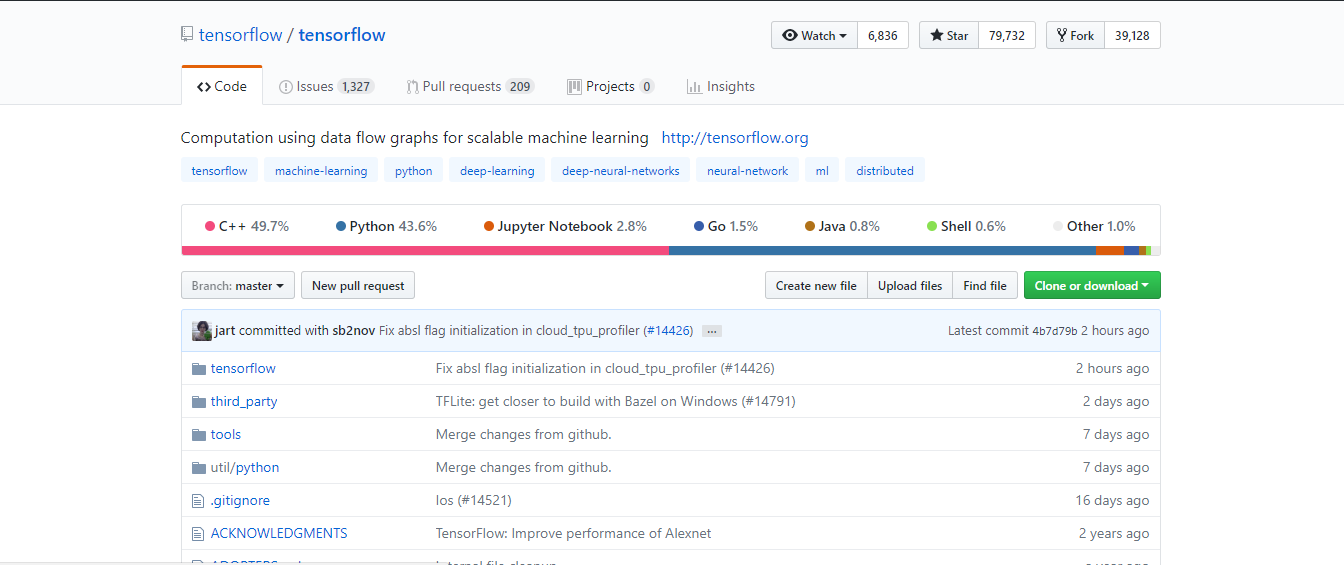 tensorflow / tensorflow Watch 6,836 Star 79,732 Fork 39,128
Code Issues 1,327 Pull requests 209 Projects 0 Insights
Computation using data flow graphs for scalable machine learning http://tensorflow.org
tensorflow machine-learning python deep-learning deep-neural-networks neural-network ml distributed
C++ 49.7% Python 43.6% Jupyter Notebook 2.8% Go 1.5% Java 0.8% Shell 0.6% Other 1.0%
Branch: master New pull request Create new file Upload files Find file Clone or download
jart committed with sb2nov Fix absl flag initialization in cloud_tpu_profiler (#14426) ... Latest commit 4b7d79b 2 hours ago
tensorflow Fix absl flag initialization in cloud_tpu_profiler (#14426) 2 hours ago
third_party TFLite: get closer to build with Bazel on Windows (#14791) 2 days ago
tools Merge changes from github. 7 days ago
util/python Merge changes from github. 7 days ago
.gitignore Ios (#14521) 16 days ago
ACKNOWLEDGMENTS TensorFlow: Improve performance of Alexnet 2 years ago